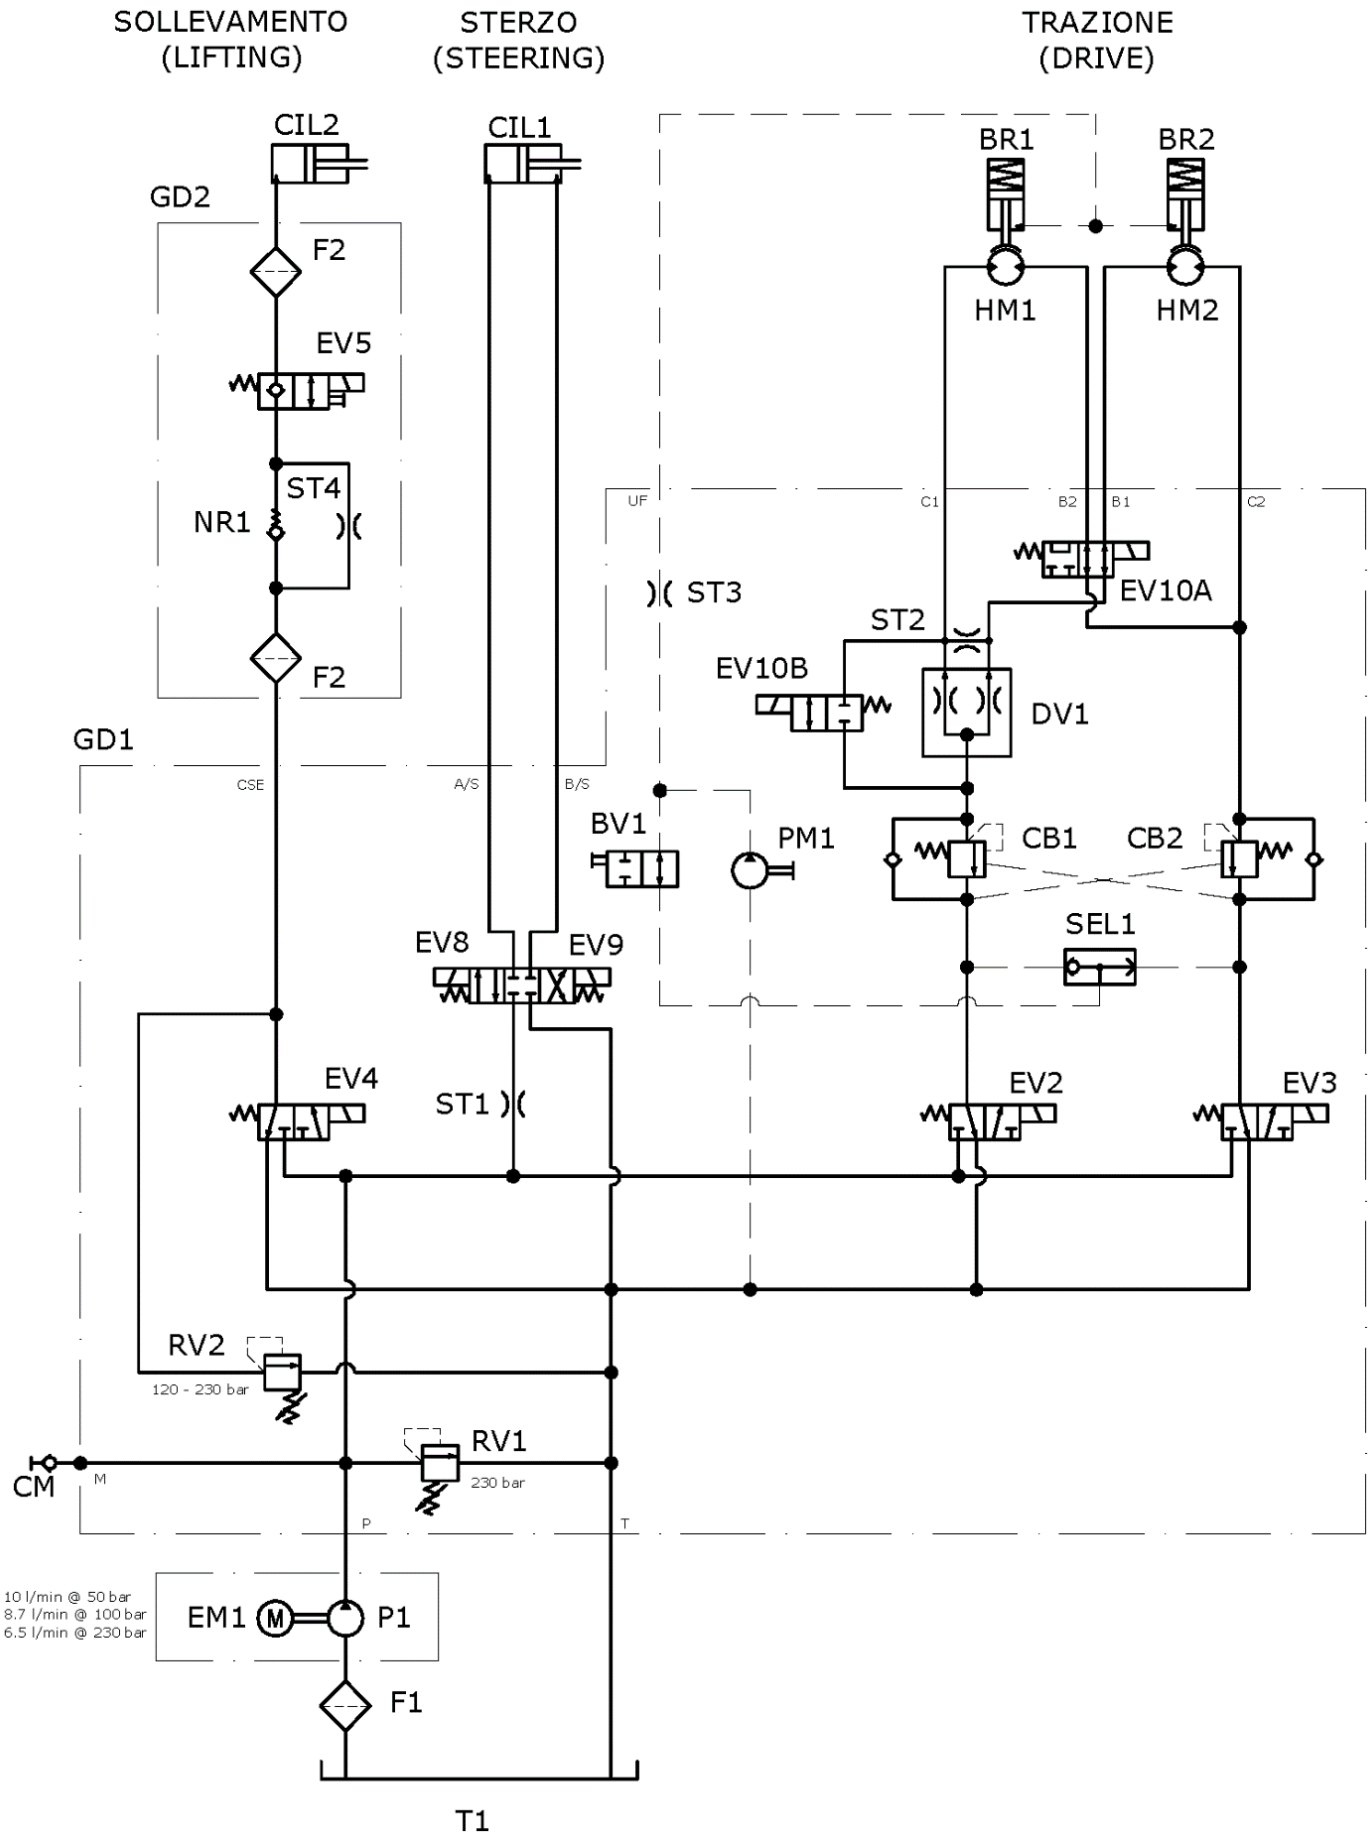 SOLLEVAMENTO
(LIFTING)
STERZO
(STEERING)
TRAZIONE
(DRIVE)
CIL2
CIL1
BR1
BR2
GD2
F2
HM1
HM2
EV5
ST4
NR1
UF
C1
B2
B1
C2
ST3
EV10A
ST2
F2
EV10B
DV1
GD1
CSE
A/S
B/S
BV1
PM1
CB1
CB2
SEL1
EV8
EV9
EV4
ST1
EV2
EV3
RV2
120 - 230 bar
RV1
230 bar
CM
M
P
T
10 l/min @ 50 bar
8.7 l/min @ 100 bar
6.5 l/min @ 230 bar
EM1
M
P1
F1
T1